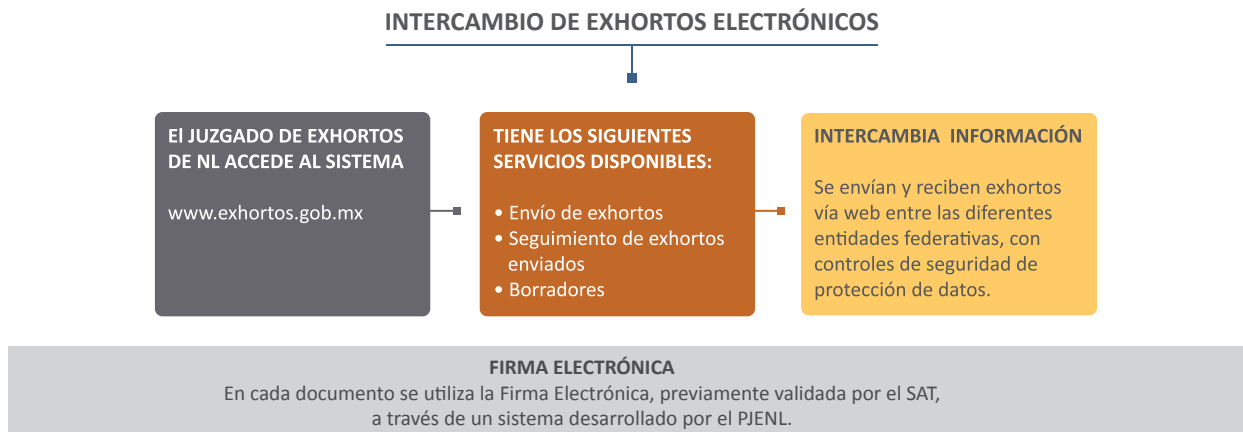 INTERCAMBIO DE EXHORTOS ELECTRÓNICOS
El JUZGADO DE EXHORTOS
DE NL ACCEDE AL SISTEMA
www.exhortos.gob.mx
TIENE LOS SIGUIENTES
SERVICIOS DISPONIBLES:
• Envío de exhortos
• Seguimiento de exhortos
enviados
• Borradores
INTERCAMBIA INFORMACIÓN
Se envían y reciben exhortos
vía web entre las diferentes
entidades federativas, con
controles de seguridad de
protección de datos.
FIRMA ELECTRÓNICA
En cada documento se utiliza la Firma Electrónica, previamente validada por el SAT,
a través de un sistema desarrollado por el PJENL.